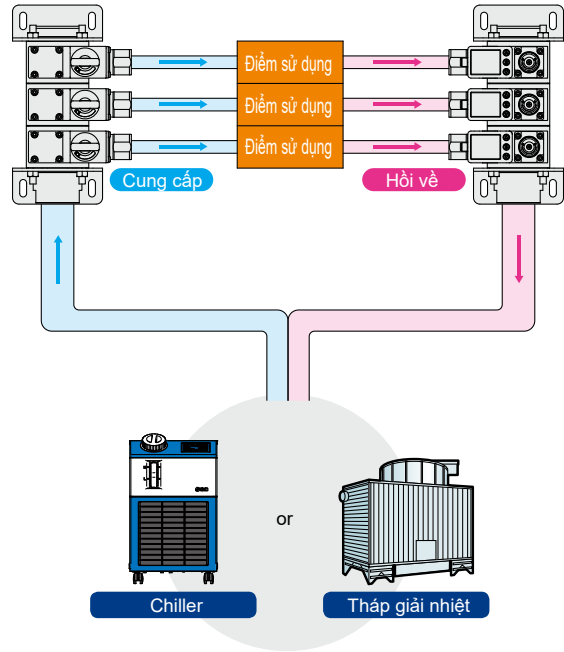 Điểm sử dụng
Điểm sử dụng
Điểm sử dụng
Cung cấp
Hồi về
or
Chiller
Tháp giải nhiệt